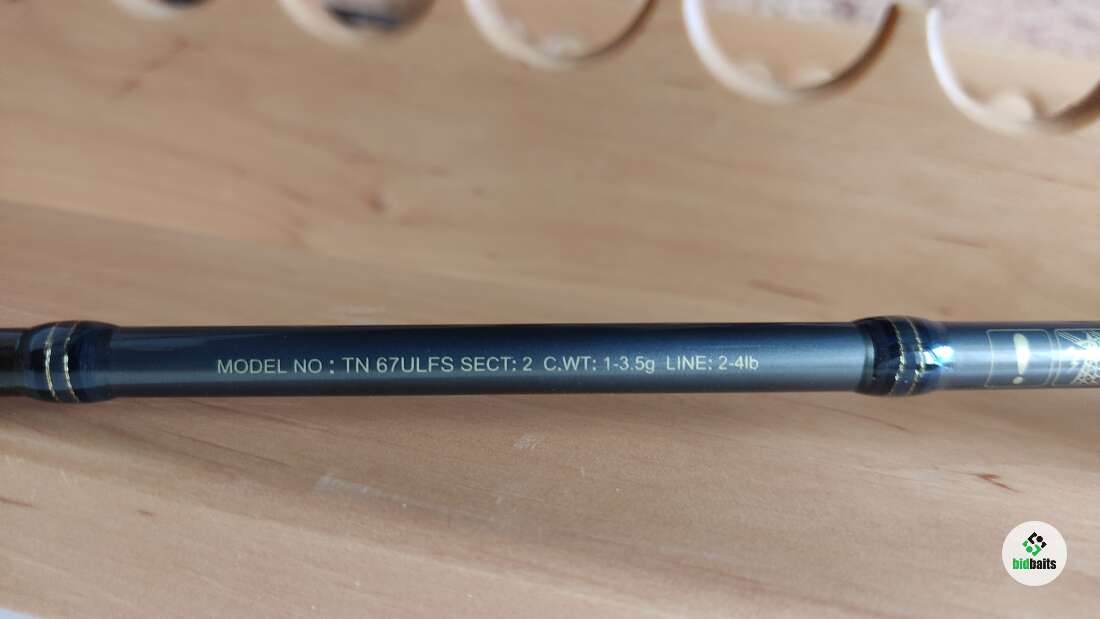 MODEL NO : TN 67ULFS SECT: 2 C.WT: 1-3.5g LINE: 2-4lb
bidbaits